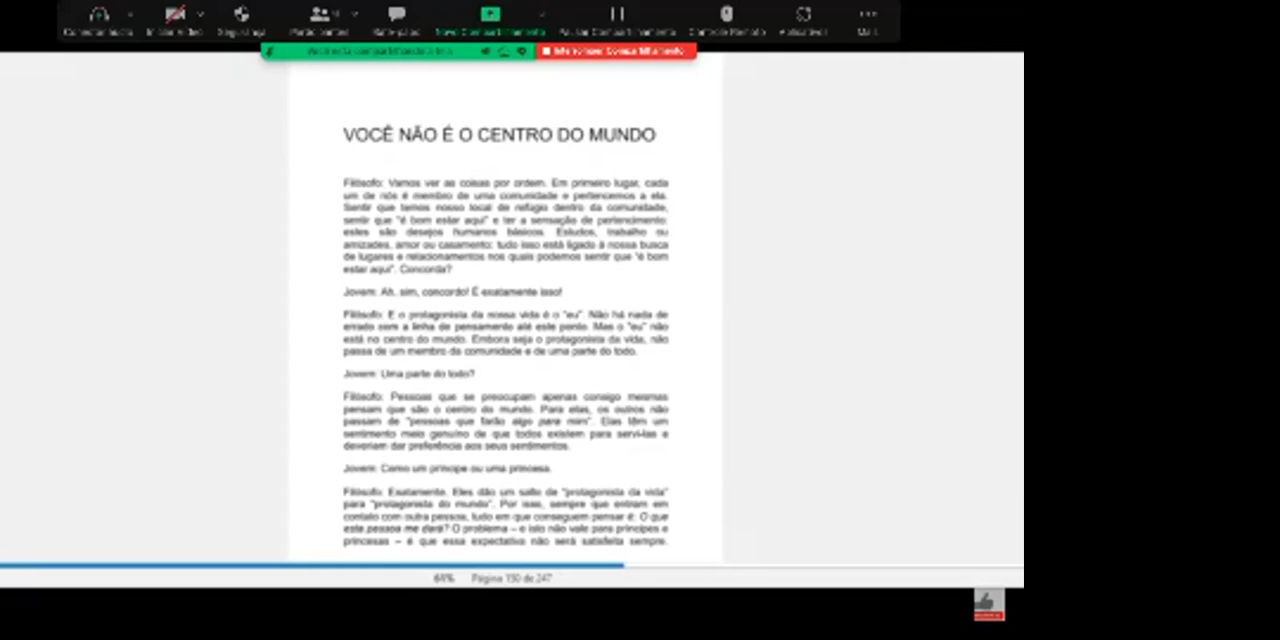 Participantes
Novo Compartilhamento
Interromper Compartilhamento
VOCÊ NÃO É O CENTRO DO MUNDO
Filósofo: Vamos ver as coisas por ordem. Em primeiro lugar, cada
um de nós é membro de uma comunidade e pertencemos a ela.
Sentir que temos nosso local de refúgio dentro da comunidade,
sentir que "é bom estar aqui" e ter a sensação de pertencimento:
estes são desejos humanos básicos. Estudos, trabalho ou
amizades, amor ou casamento: tudo isso está ligado à nossa busca
de lugares e relacionamentos nos quais podemos sentir que "é bom
estar aqui". Concorda?
Jovem: Ah, sim, concordo! É exatamente isso!
Filósofo: E o protagonista da nossa vida é o "eu". Não há nada de
errado com a linha de pensamento até este ponto. Mas o "eu" não
está no centro do mundo. Embora seja o protagonista da vida, não
passa de um membro da comunidade e de uma parte do todo.
Jovem: Uma parte do todo?
Filósofo: Pessoas que se preocupam apenas consigo mesmas
pensam que são o centro do mundo. Para elas, os outros não
passam de "pessoas que farão algo para mim". Elas têm um
sentimento meio genuíno de que todos existem para servi-las e
deveriam dar preferência aos seus sentimentos.
Jovem: Como um príncipe ou uma princesa.
Filósofo: Exatamente. Eles dão um salto de "protagonista da vida"
para "protagonista do mundo". Por isso, sempre que entram em
contato com outra pessoa, tudo em que conseguem pensar é: O que
esta pessoa me dará? O problema – e isto não vale para príncipes e
princesas – é que essa expectativa não será satisfeita sempre.
61% Página 150 de 247